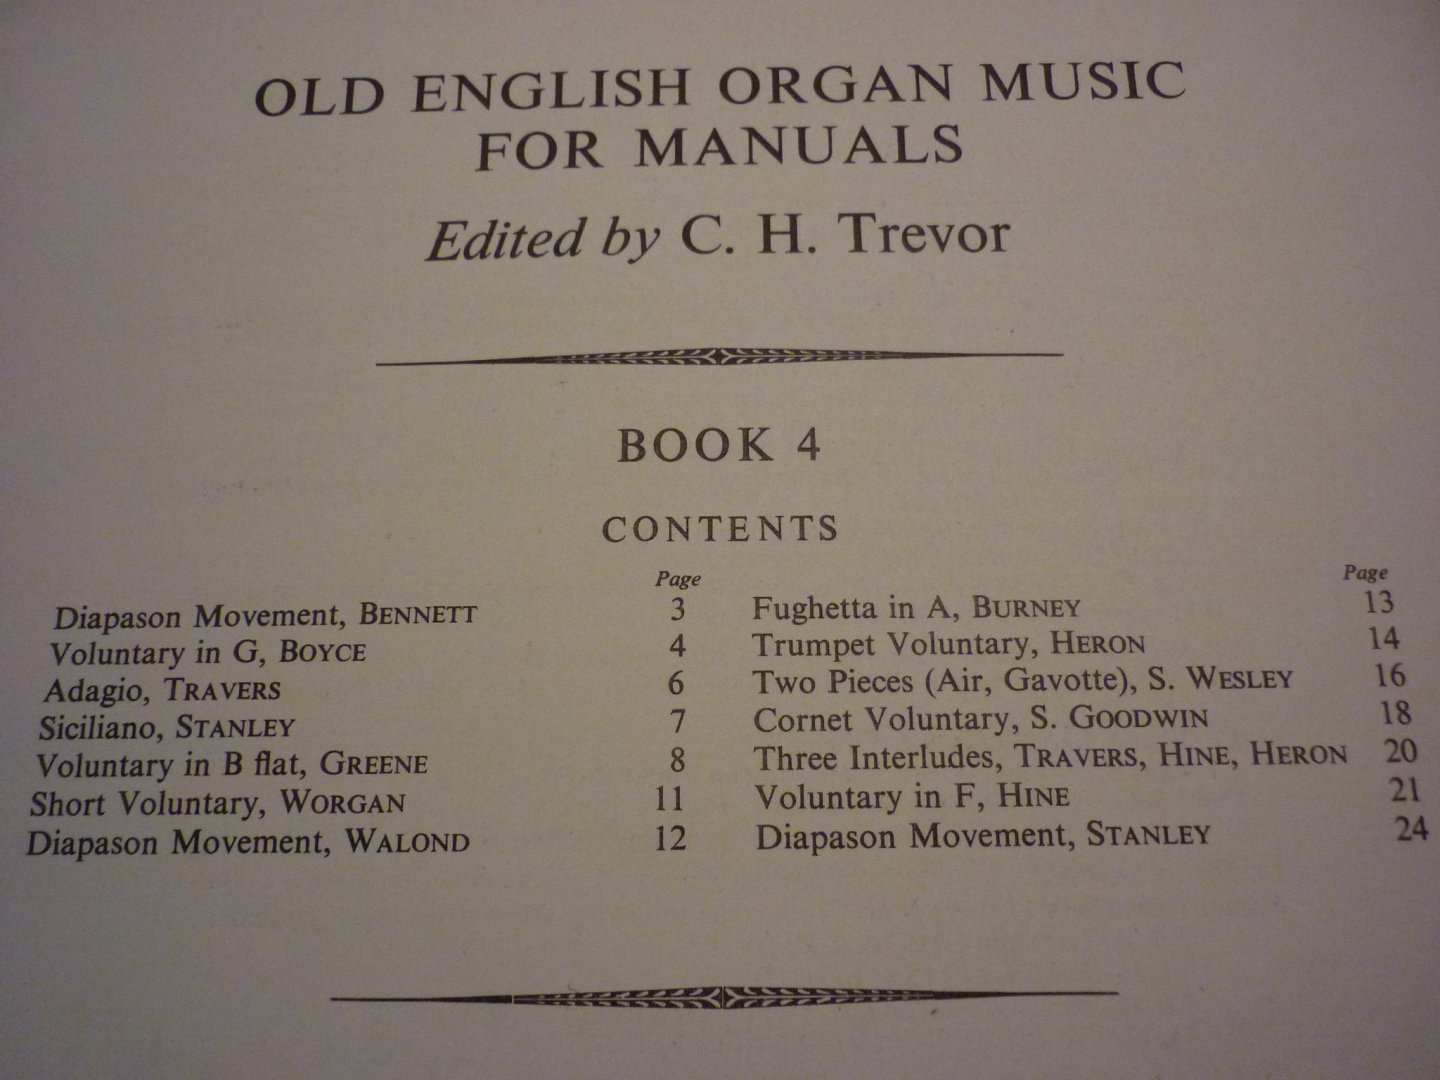 OLD ENGLISH ORGAN MUSIC
FOR MANUALS
Edited by C. H. Trevor
BOOK 4
CONTENTS
Page
Diapason Movement, BENNETT 3
Voluntary in G, BOYCE 4
Adagio, TRAVERS 6
Siciliano, STANLEY 7
Voluntary in B flat, GREENE 8
Short Voluntary, WORGAN 11
Diapason Movement, WALOND 12
Page
Fughetta in A, BURNEY 13
Trumpet Voluntary, HERON 14
Two Pieces (Air, Gavotte), S. WESLEY 16
Cornet Voluntary, S. GOODWIN 18
Three Interludes, TRAVERS, HINE, HERON 20
Voluntary in F, HINE 21
Diapason Movement, STANLEY 24